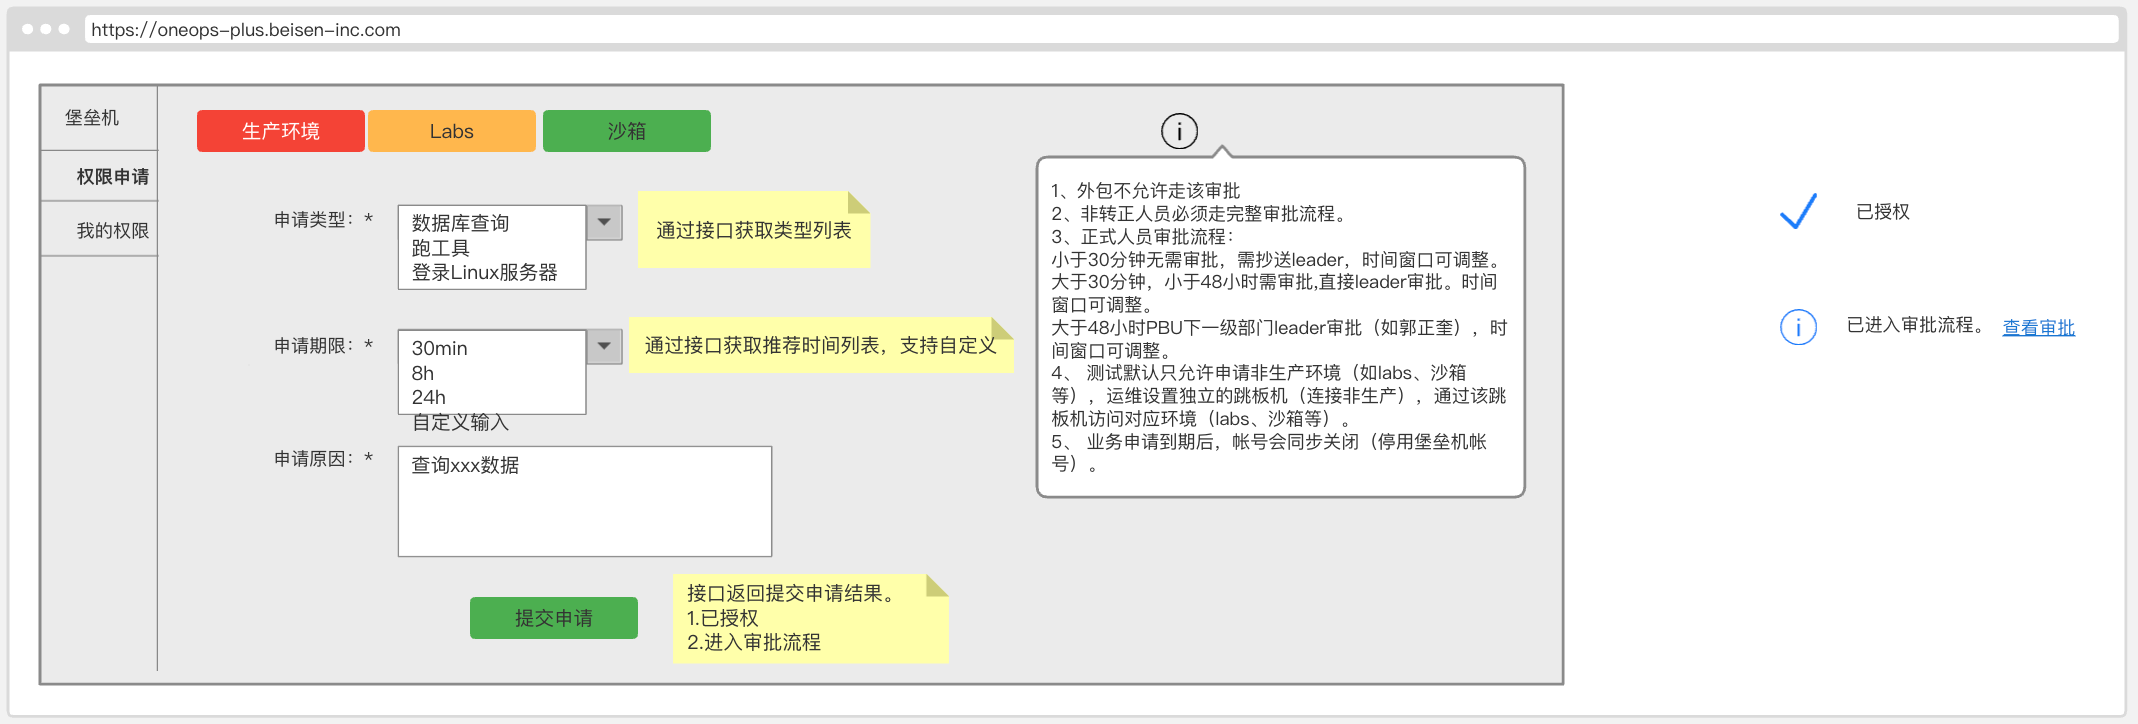 https://oneops-plus.beisen-inc.com
堡垒机
权限申请
我的权限
生产环境
Labs
沙箱
申请类型：*
数据库查询
跑工具
登录Linux服务器
通过接口获取类型列表
申请期限：*
30min
8h
24h
自定义输入
通过接口获取推荐时间列表，支持自定义
申请原因：*
查询xxx数据
提交申请
接口返回提交申请结果。
1.已授权
2.进入审批流程
1、外包不允许走该审批
2、非转正人员必须走完整审批流程。
3、正式人员审批流程：
小于30分钟无需审批，需抄送leader，时间窗口可调整。
大于30分钟，小于48小时需审批,直接leader审批。时间
窗口可调整。
大于48小时PBU下一级部门leader审批（如郭正奎），时
间窗口可调整。
4、 测试默认只允许申请非生产环境（如labs、沙箱
等），运维设置独立的跳板机（连接非生产），通过该跳
板机访问对应环境（labs、沙箱等）。
5、 业务申请到期后，帐号会同步关闭（停用堡垒机帐
号）。
已授权
已进入审批流程。 查看审批